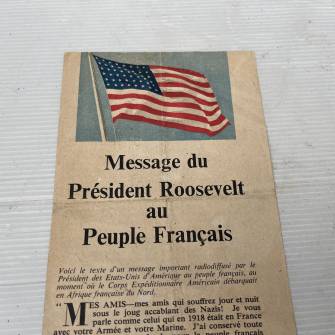 Message du
Président Roosevelt
au
Peuple Français
Voici le texte d'un message important radiodiffusé par le
Président des Etats-Unis d'Amérique au peuple français, au
moment où le Corps Expéditionnaire Américain débarquait
en Afrique française du Nord.
"MES AMIS—mes amis qui souffrez jour et nuit
sous le joug accablant des Nazis! Je vous
parle comme celui qui en 1918 était en France
avec votre Armée et votre Marine. J'ai conservé toute
le peuple français